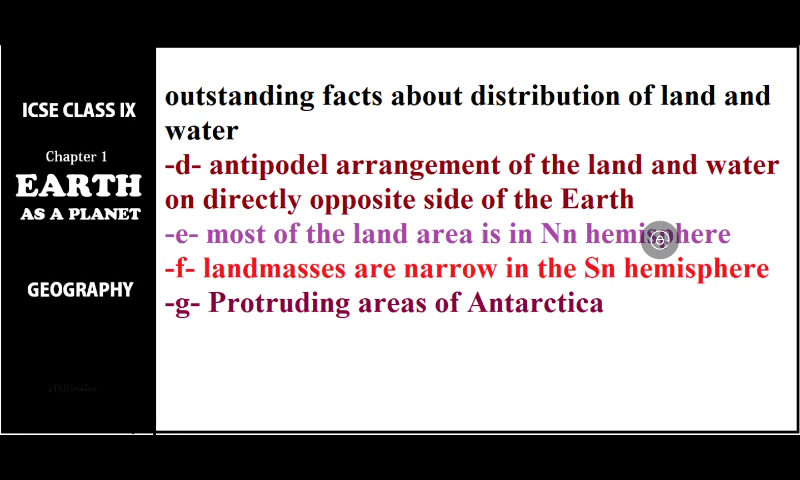 ICSE CLASS IX
Chapter 1
EARTH
AS A PLANET
GEOGRAPHY
outstanding facts about distribution of land and
water
-d- antipodel arrangement of the land and water
on directly opposite side of the Earth
-e- most of the land area is in Nn hemisphere
-f- landmasses are narrow in the Sn hemisphere
-g- Protruding areas of Antarctica